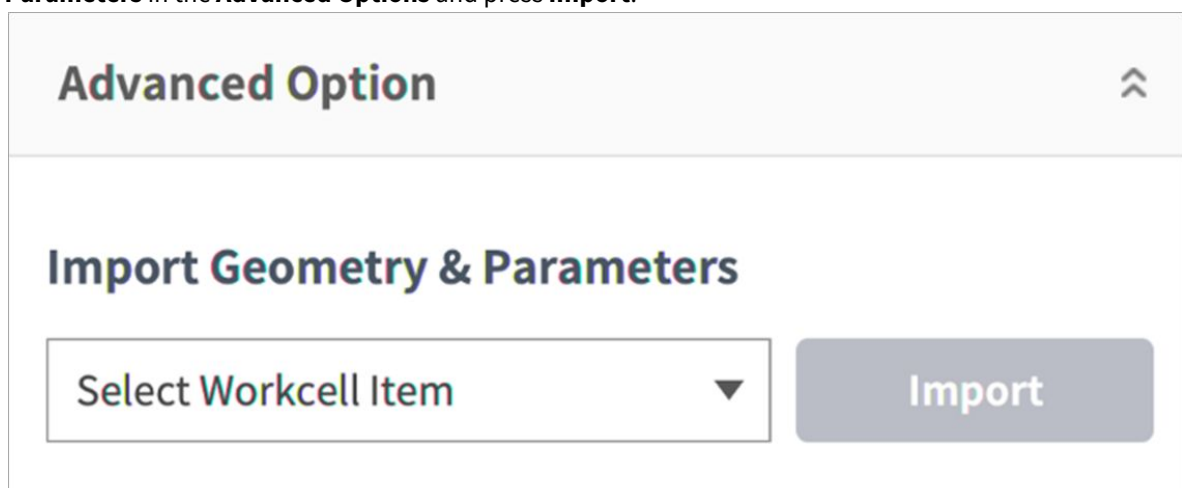 Parameters in the Advanced Options and press Import.
Advanced Option
Import Geometry & Parameters
Select Workcell Item
Import